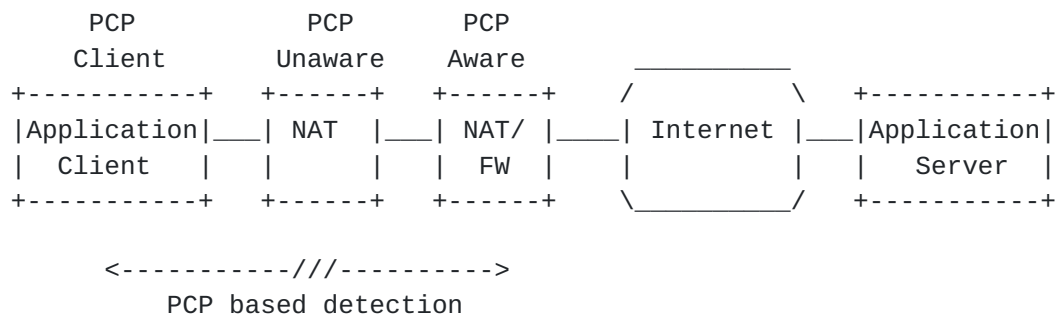 PCP PCP PCP
Client Unaware Aware
Application NAT NAT/ Internet Application
Client FW Server
<-----------///---------->
PCP based detection